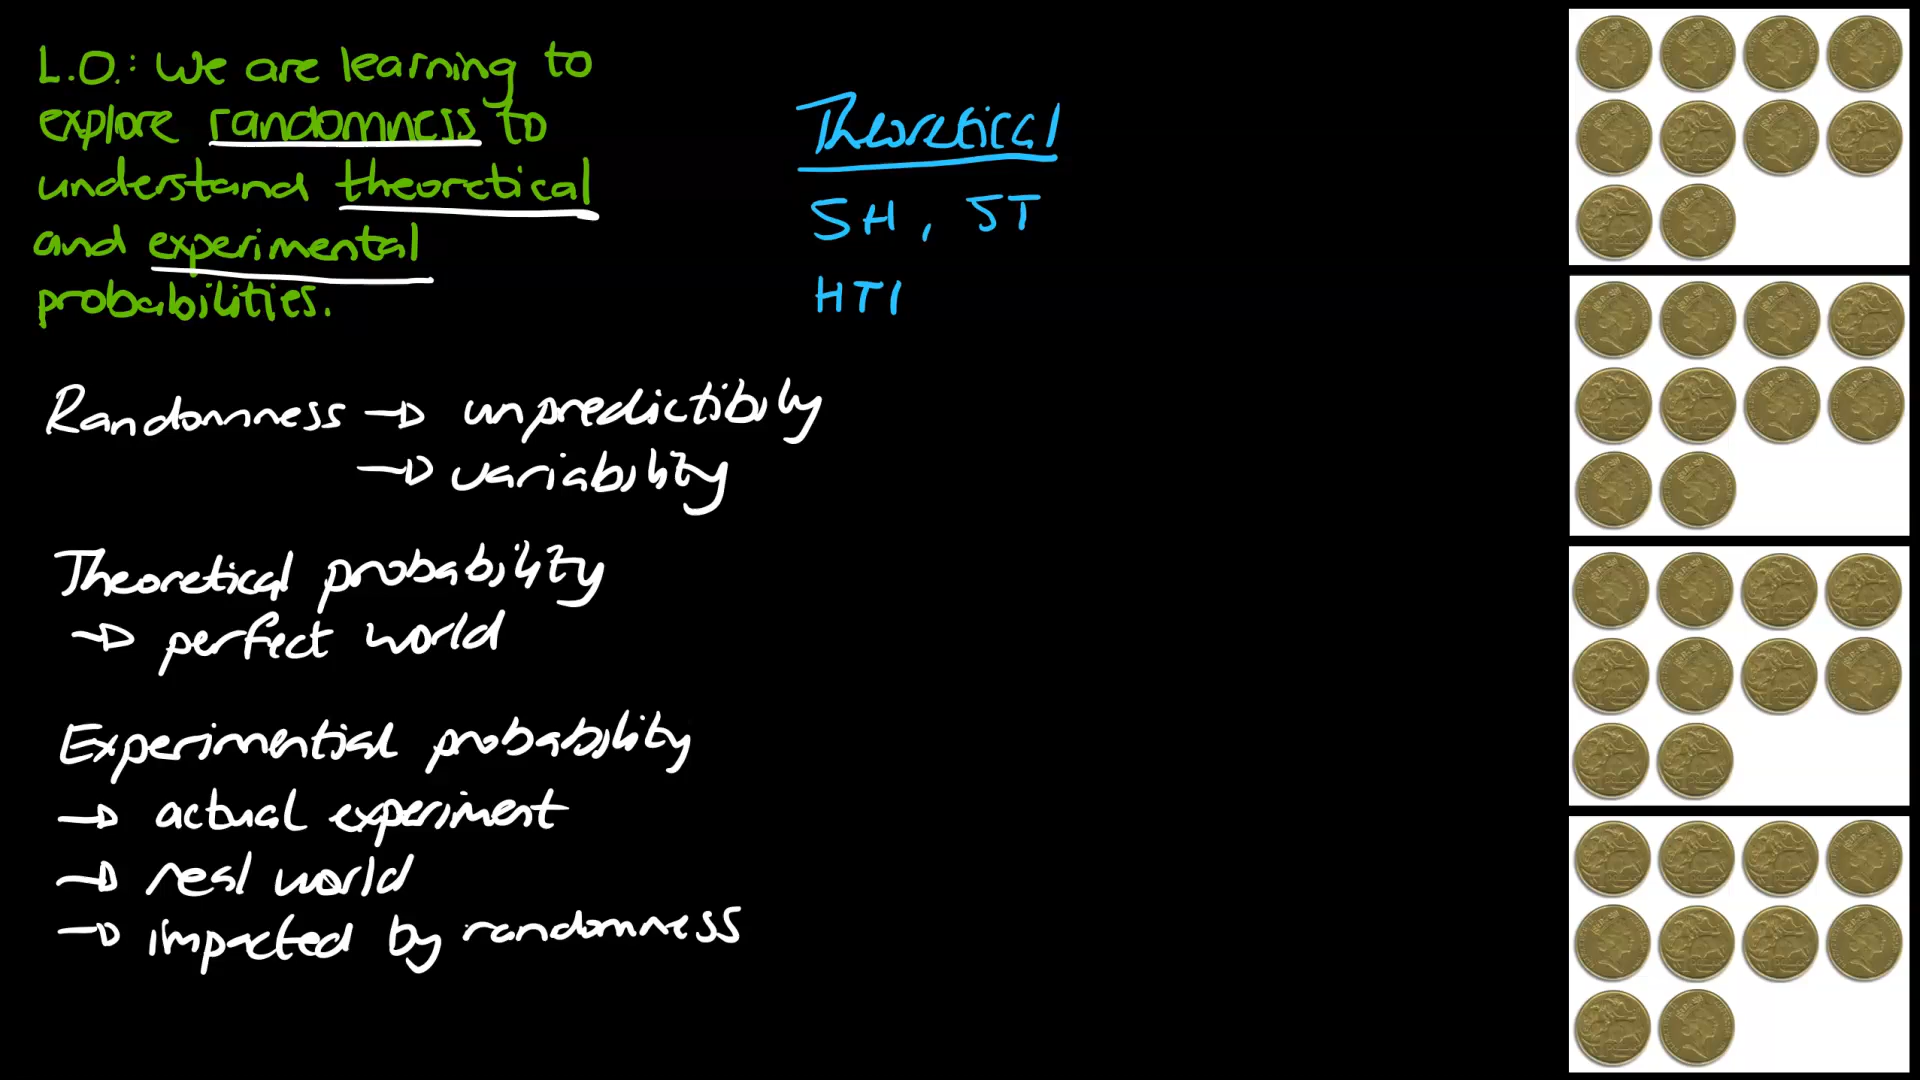 L.O.: We are learning to
explore randomness to
understand theoretical
and experimental
probabilities.
Theoretical
5H, 5T
HTI
Randomness → unpredictibily
→ variability
Theoretical probability
→ perfect world
Experimential probability
→ actual experiment
→ real world
→ impacted by randomness